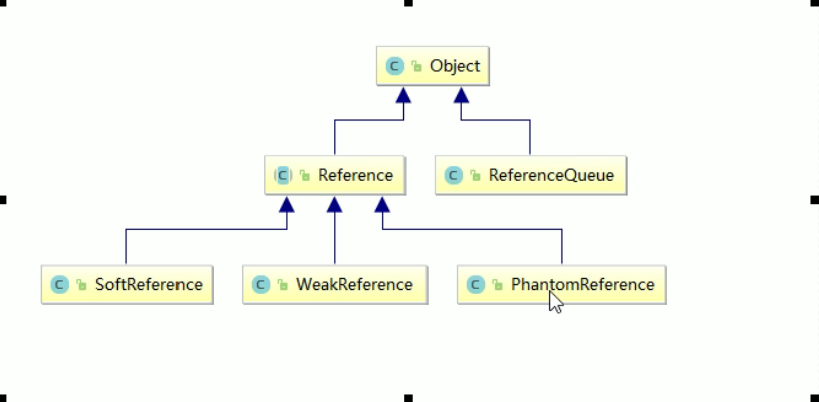 C Object
C Reference
C ReferenceQueue
C SoftReference
C WeakReference
C PhantomReference